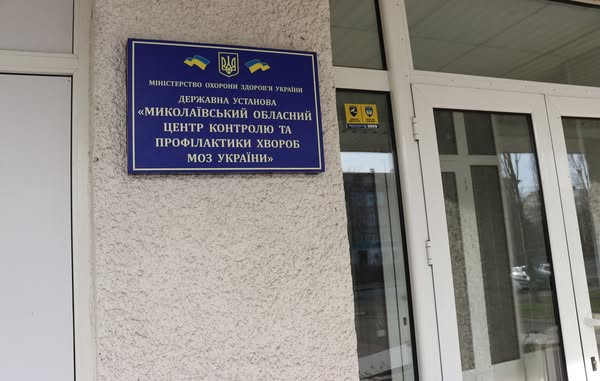 МІНІСТЕРСТВО ОХОРОНИ ЗДОРОВ'Я УКРАЇНИ
ДЕРЖАВНА УСТАНОВА
«МИКОЛАЇВСЬКИЙ ОБЛАСНИЙ
ЦЕНТР КОНТРОЛЮ ТА
ПРОФІЛАКТИКИ ХВОРОБ
МОЗ УКРАЇНИ»